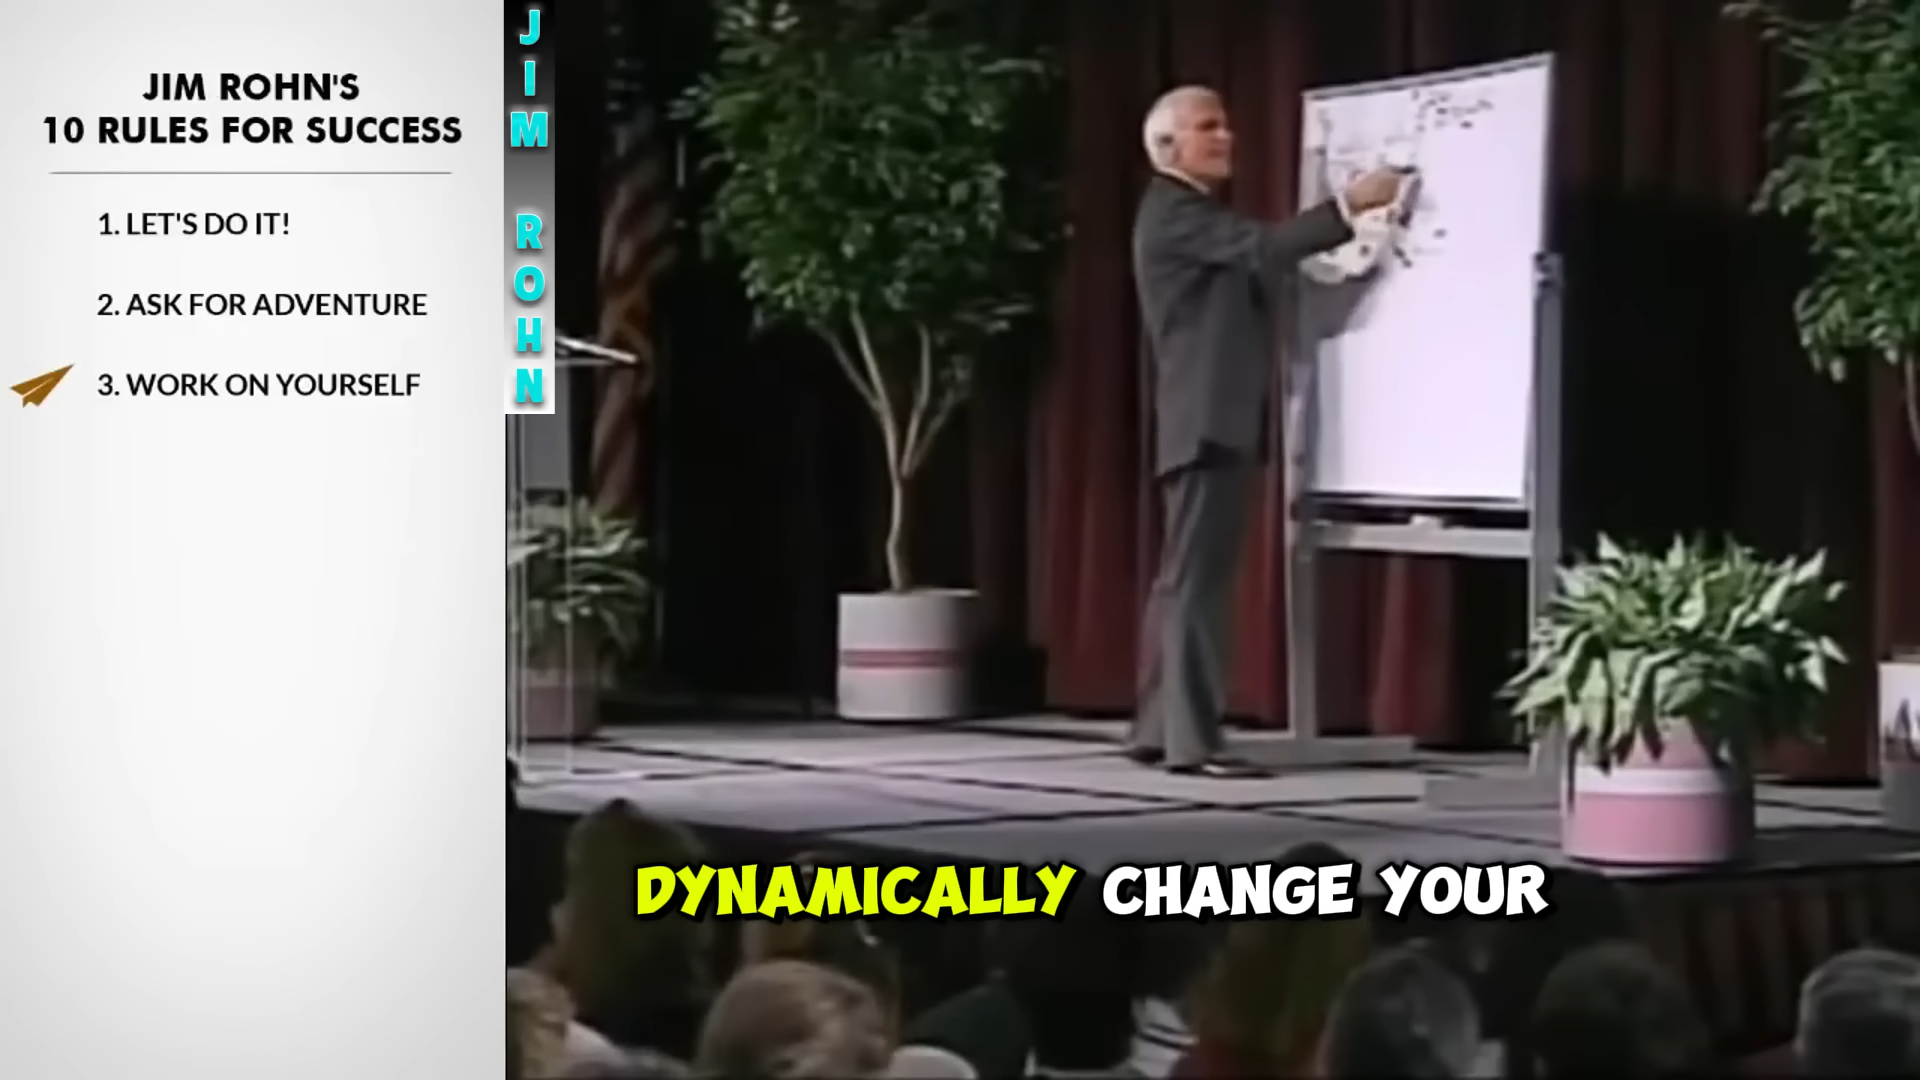 JIM ROHN'S
10 RULES FOR SUCCESS
1. LET'S DO IT!
2. ASK FOR ADVENTURE
3. WORK ON YOURSELF
JIM ROHN
DYNAMICALLY CHANGE YOUR